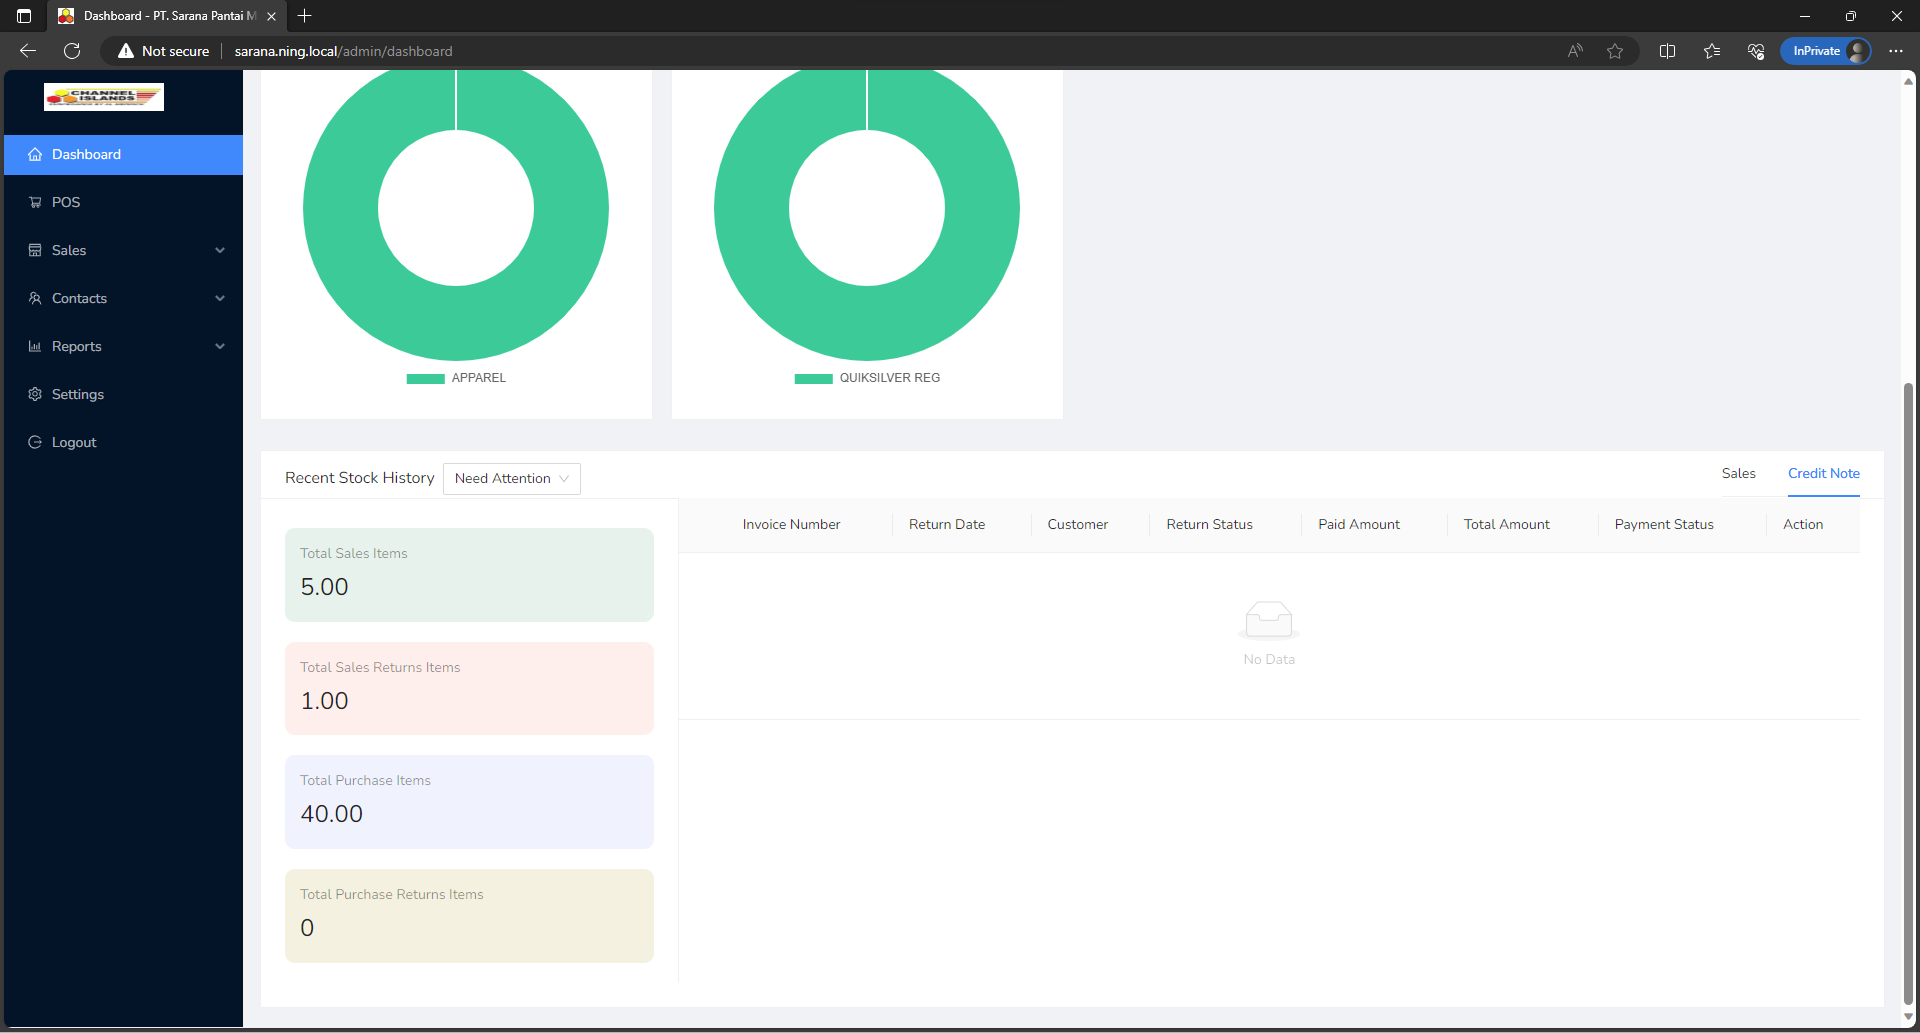 Dashboard - PT. Sarana Pantai M
Not secure
sarana.ning.local/admin/dashboard
InPrivate
CHANNEL
ISLANDS
Dashboard
POS
Sales
Contacts
Reports
Settings
Logout
APPAREL
QUIKSILVER REG
Recent Stock History
Need Attention
Sales
Credit Note
Total Sales Items
5.00
Total Sales Returns Items
1.00
Total Purchase Items
40.00
Total Purchase Returns Items
0
Invoice Number
Return Date
Customer
Return Status
Paid Amount
Total Amount
Payment Status
Action
No Data